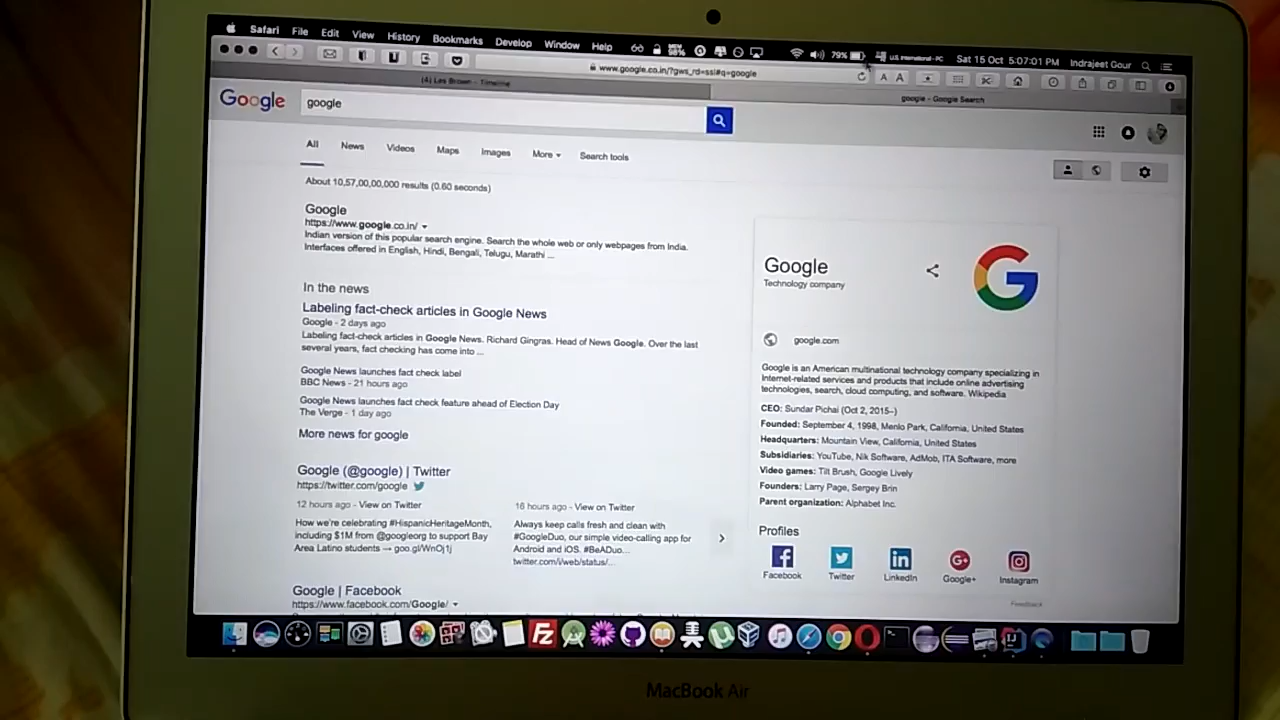 Safari File Edit View History Bookmarks Develop Window Help
79% U.S. International - PC Sat 15 Oct 5:07:01 PM Indrajeet Gour
www.google.co.in/?gws_rd=ssl#q=google
A A
(4) Les Brown - Timeline
google - Google Search
Google
google
All News Videos Maps Images More Search tools
About 10,57,00,00,000 results (0.60 seconds)
Google
https://www.google.co.in/
Indian version of this popular search engine. Search the whole web or only webpages from India.
Interfaces offered in English, Hindi, Bengali, Telugu, Marathi ...
In the news
Labeling fact-check articles in Google News
Google - 2 days ago
Labeling fact-check articles in Google News. Richard Gingras. Head of News Google. Over the last
several years, fact checking has come into ...
Google News launches fact check label
BBC News - 21 hours ago
Google News launches fact check feature ahead of Election Day
The Verge - 1 day ago
More news for google
Google (@google) | Twitter
https://twitter.com/google
12 hours ago - View on Twitter
How we're celebrating #HispanicHeritageMonth,
including $1M from @googleorg to support Bay
Area Latino students → goo.gl/WnOj1j
16 hours ago - View on Twitter
Always keep calls fresh and clean with
#GoogleDuo, our simple video-calling app for
Android and iOS. #BeADuo...
twitter.com/i/web/status/...
Google | Facebook
https://www.facebook.com/Google/
Google
Technology company
google.com
Google is an American multinational technology company specializing in
Internet-related services and products that include online advertising
technologies, search, cloud computing, and software. Wikipedia
CEO: Sundar Pichai (Oct 2, 2015–)
Founded: September 4, 1998, Menlo Park, California, United States
Headquarters: Mountain View, California, United States
Subsidiaries: YouTube, Nik Software, AdMob, ITA Software, more
Video games: Tilt Brush, Google Lively
Founders: Larry Page, Sergey Brin
Parent organization: Alphabet Inc.
Profiles
Facebook Twitter LinkedIn Google+ Instagram
Feedback
MacBook Air